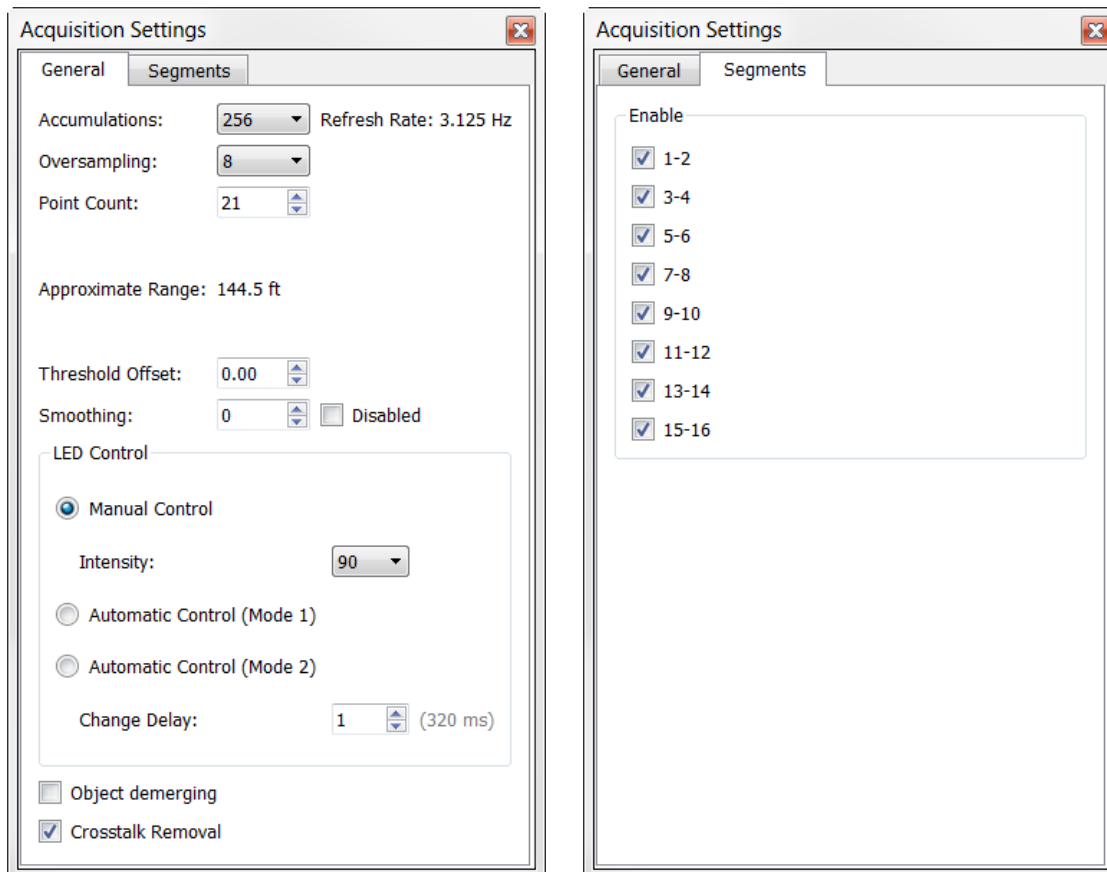 Acquisition Settings
General Segments
Accumulations: 256 Refresh Rate: 3.125 Hz
Oversampling: 8
Point Count: 21
Approximate Range: 144.5 ft
Threshold Offset: 0.00
Smoothing: 0 Disabled
LED Control
Manual Control
Intensity: 90
Automatic Control (Mode 1)
Automatic Control (Mode 2)
Change Delay: 1 (320 ms)
Object demerging
Crosstalk Removal
Acquisition Settings
General Segments
Enable
1-2
3-4
5-6
7-8
9-10
11-12
13-14
15-16